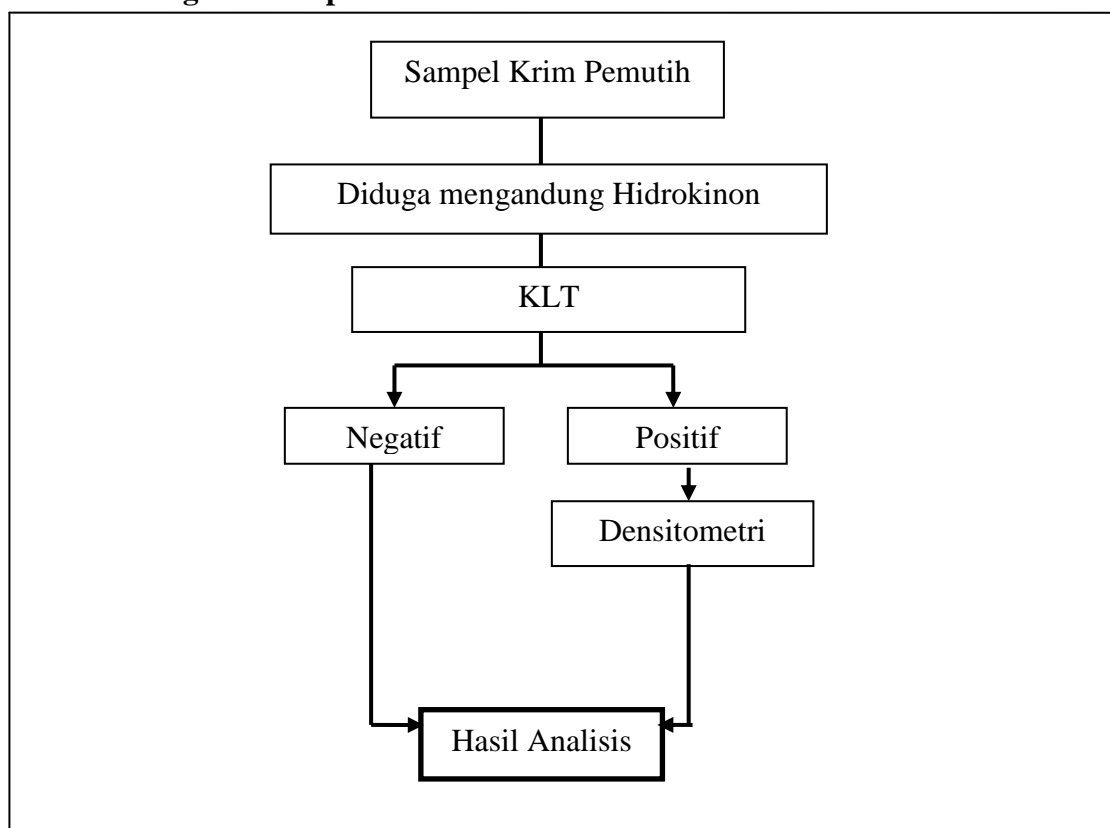 Sampel Krim Pemutih
Diduga mengandung Hidrokinon
KLT
Negatif
Positif
Densitometri
Hasil Analisis